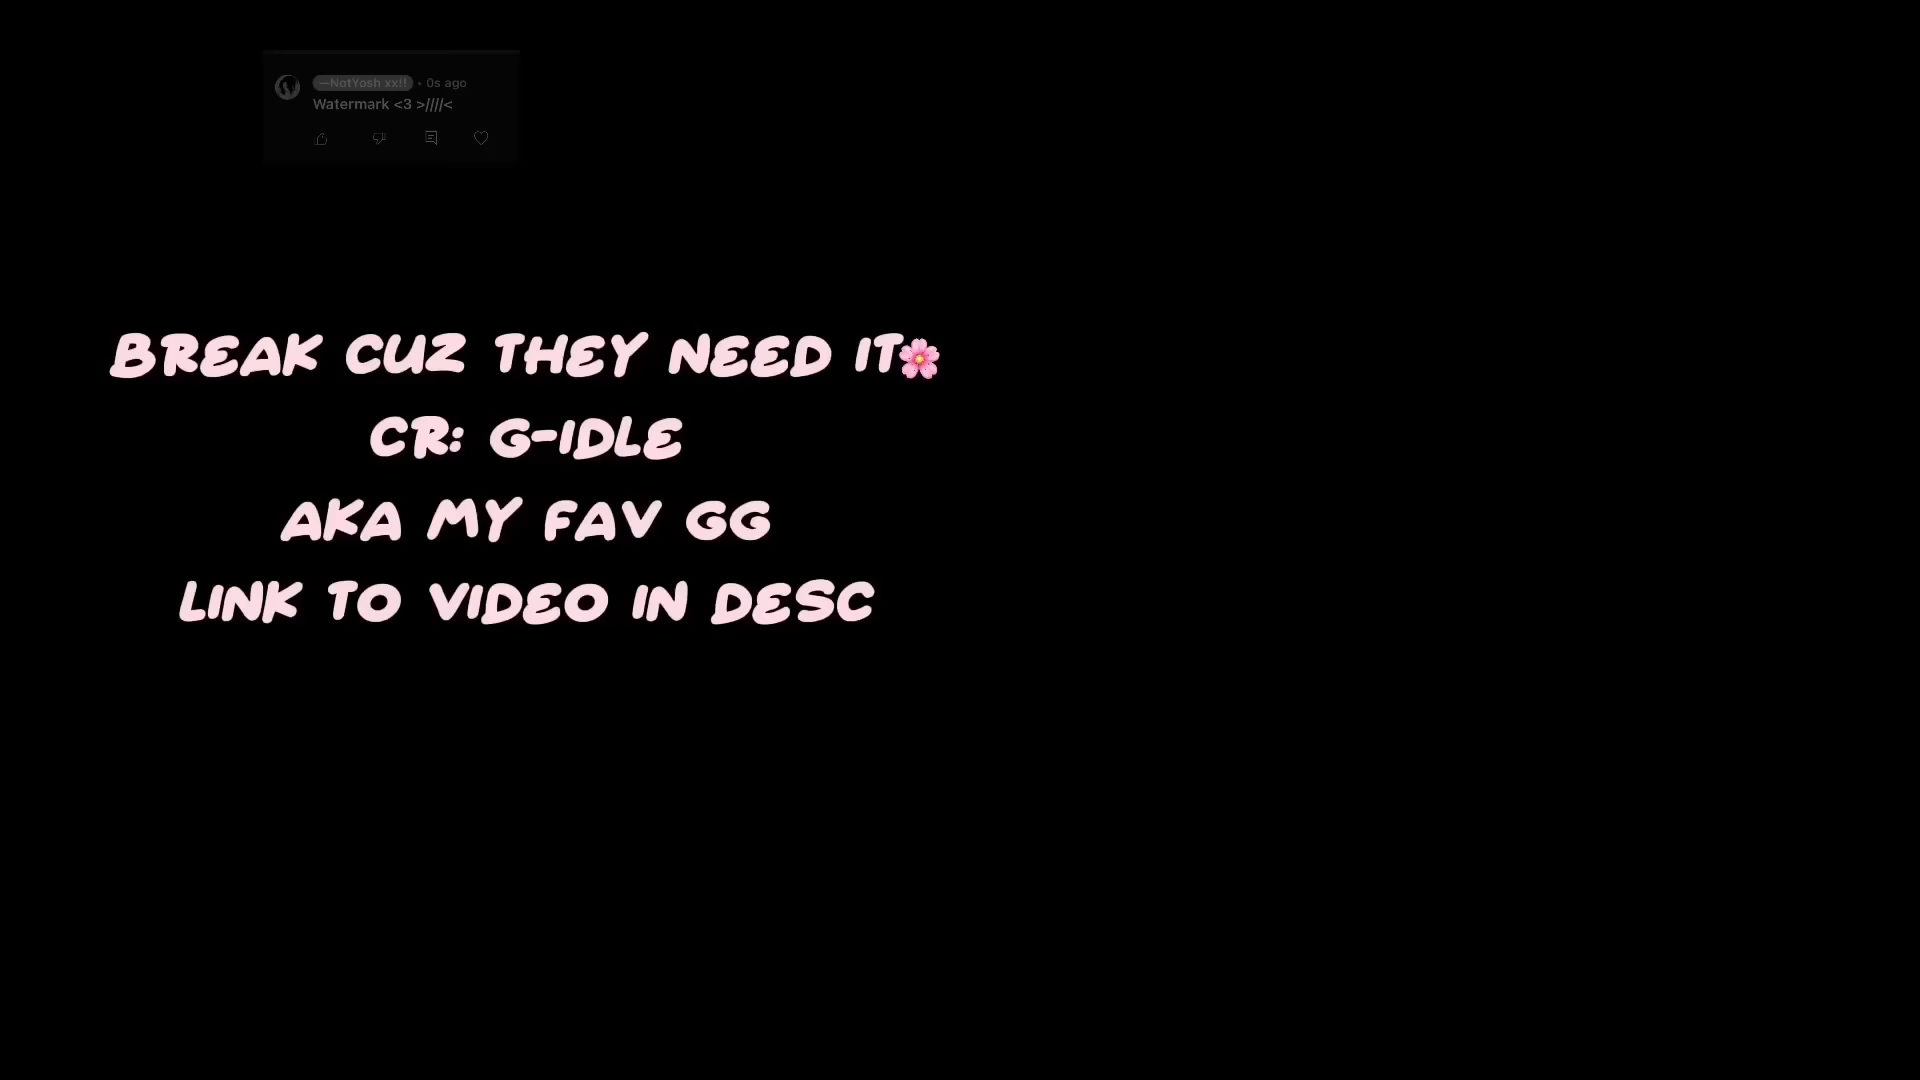 —NotYosh xx!! • 0s ago
Watermark <3 >////<
BREAK CUZ THEY NEED IT🌸
CR: G-IDLE
AKA MY FAV GG
LINK TO VIDEO IN DESC